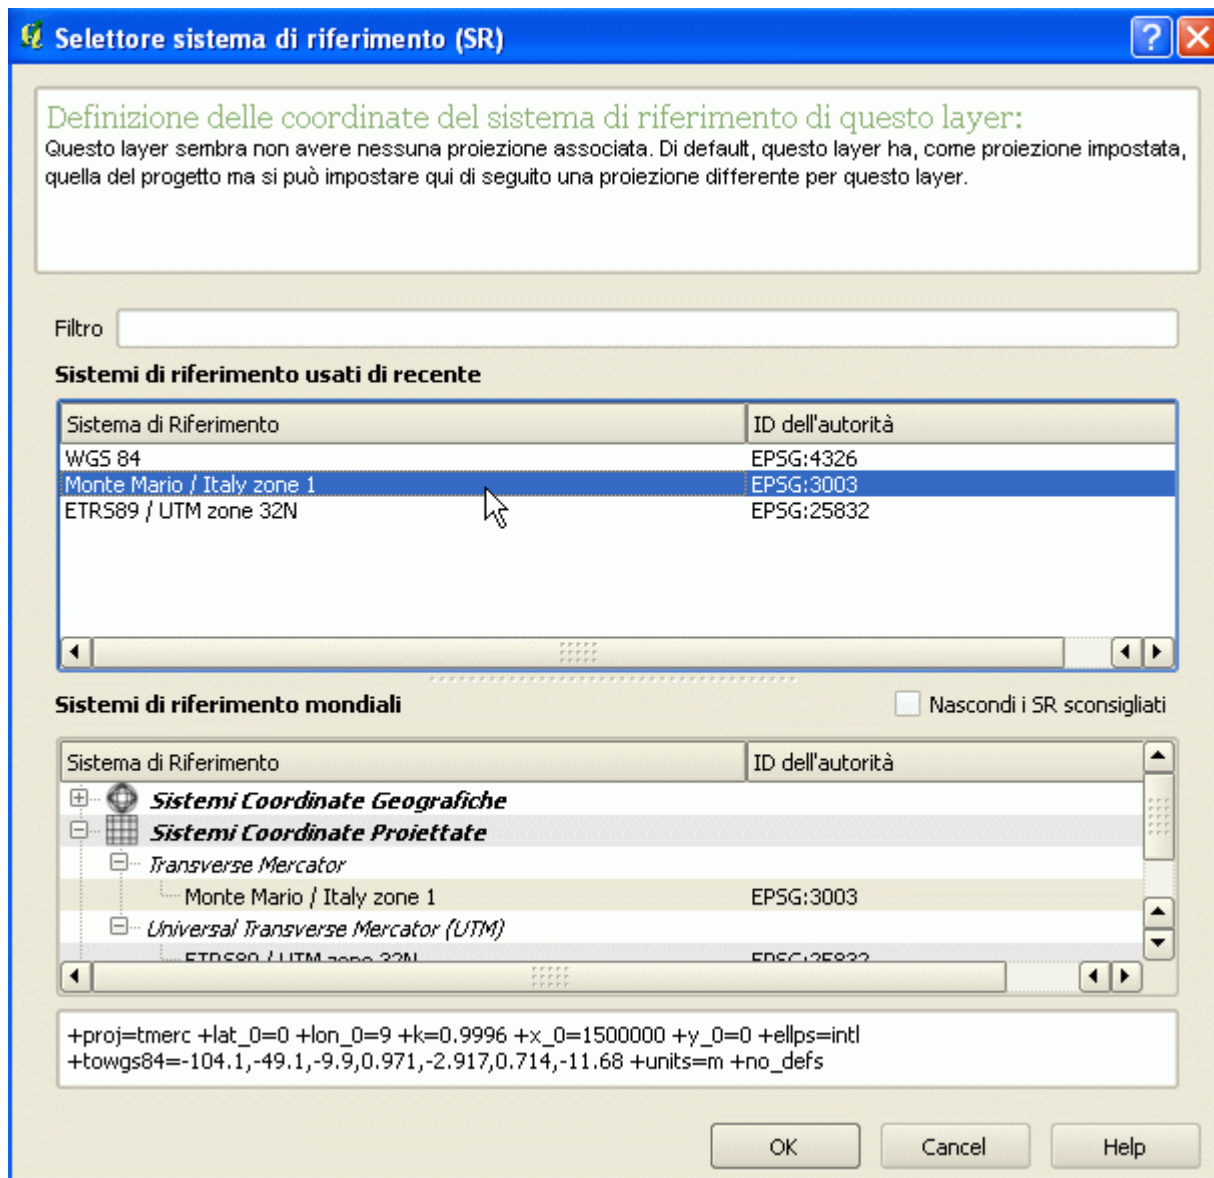 Selettore sistema di riferimento (SR)
Definizione delle coordinate del sistema di riferimento di questo layer:
Questo layer sembra non avere nessuna proiezione associata. Di default, questo layer ha, come proiezione impostata,
quella del progetto ma si può impostare qui di seguito una proiezione differente per questo layer.
Filtro
Sistemi di riferimento usati di recente
Sistema di Riferimento ID dell'autorità
WGS 84 EPSG:4326
Monte Mario / Italy zone 1 EPSG:3003
ETRS89 / UTM zone 32N EPSG:25832
Sistemi di riferimento mondiali Nascondi i SR sconsigliati
Sistema di Riferimento ID dell'autorità
Sistemi Coordinate Geografiche
Sistemi Coordinate Proiettate
Transverse Mercator
Monte Mario / Italy zone 1 EPSG:3003
Universal Transverse Mercator (UTM)
ETRS89 / UTM zone 32N EPSG:25832
+proj=tmerc +lat_0=0 +lon_0=9 +k=0.9996 +x_0=1500000 +y_0=0 +ellps=intl
+towgs84=-104.1,-49.1,-9.9,0.971,-2.917,0.714,-11.68 +units=m +no_defs
OK Cancel Help